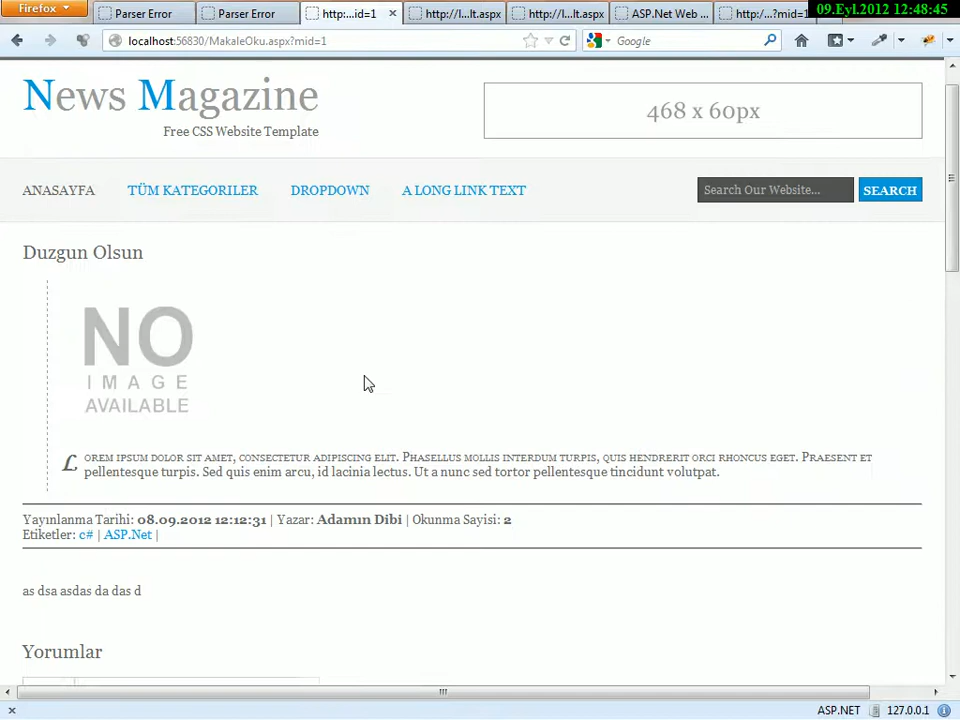 Firefox
Parser Error
Parser Error
http:...id=1
http://l...lt.aspx
http://l...lt.aspx
ASP.Net Web ...
http:/...?mid=1
09.Eyl.2012 12:48:45
localhost:56830/MakaleOku.aspx?mid=1
Google
News Magazine
Free CSS Website Template
468 x 60px
ANASAYFA
TÜM KATEGORILER
DROPDOWN
A LONG LINK TEXT
Search Our Website...
SEARCH
Duzgun Olsun
NO
IMAGE
AVAILABLE
LOREM IPSUM DOLOR SIT AMET, CONSECTETUR ADIPISCING ELIT. PHASELLUS MOLLIS INTERDUM TURPIS, QUIS HENDRERIT ORCI RHONCUS EGET. PRAESENT ET
pellentesque turpis. Sed quis enim arcu, id lacinia lectus. Ut a nunc sed tortor pellentesque tincidunt volutpat.
Yayınlanma Tarihi: 08.09.2012 12:12:31 | Yazar: Adamın Dibi | Okunma Sayisi: 2
Etiketler: c# | ASP.Net |
as dsa asdas da das d
Yorumlar
ASP.NET
127.0.0.1